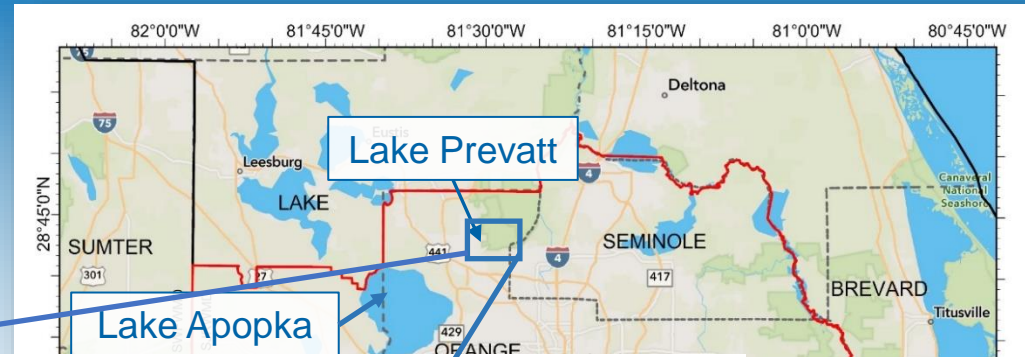 82°0'0"W 81°45'0"W 81°30'0"W 81°15'0"W 81°0'0"W 80°45'0"W
75
Deltona
75
Eustis
Lake Prevatt
Leesburg
4
Canaveral
National
Seashore
28°45'0"N
LAKE
SUMTER
441
SEMINOLE
4
301
27
417
BREVARD
Titusville
Lake Apopka
429
ORANGE